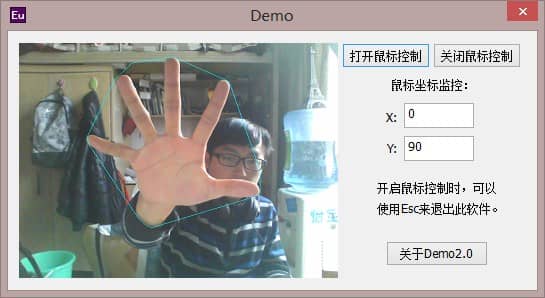 Eu
Demo
打开鼠标控制
关闭鼠标控制
鼠标坐标监控:
X: 0
Y: 90
开启鼠标控制时，可以
使用Esc来退出此软件。
关于Demo2.0